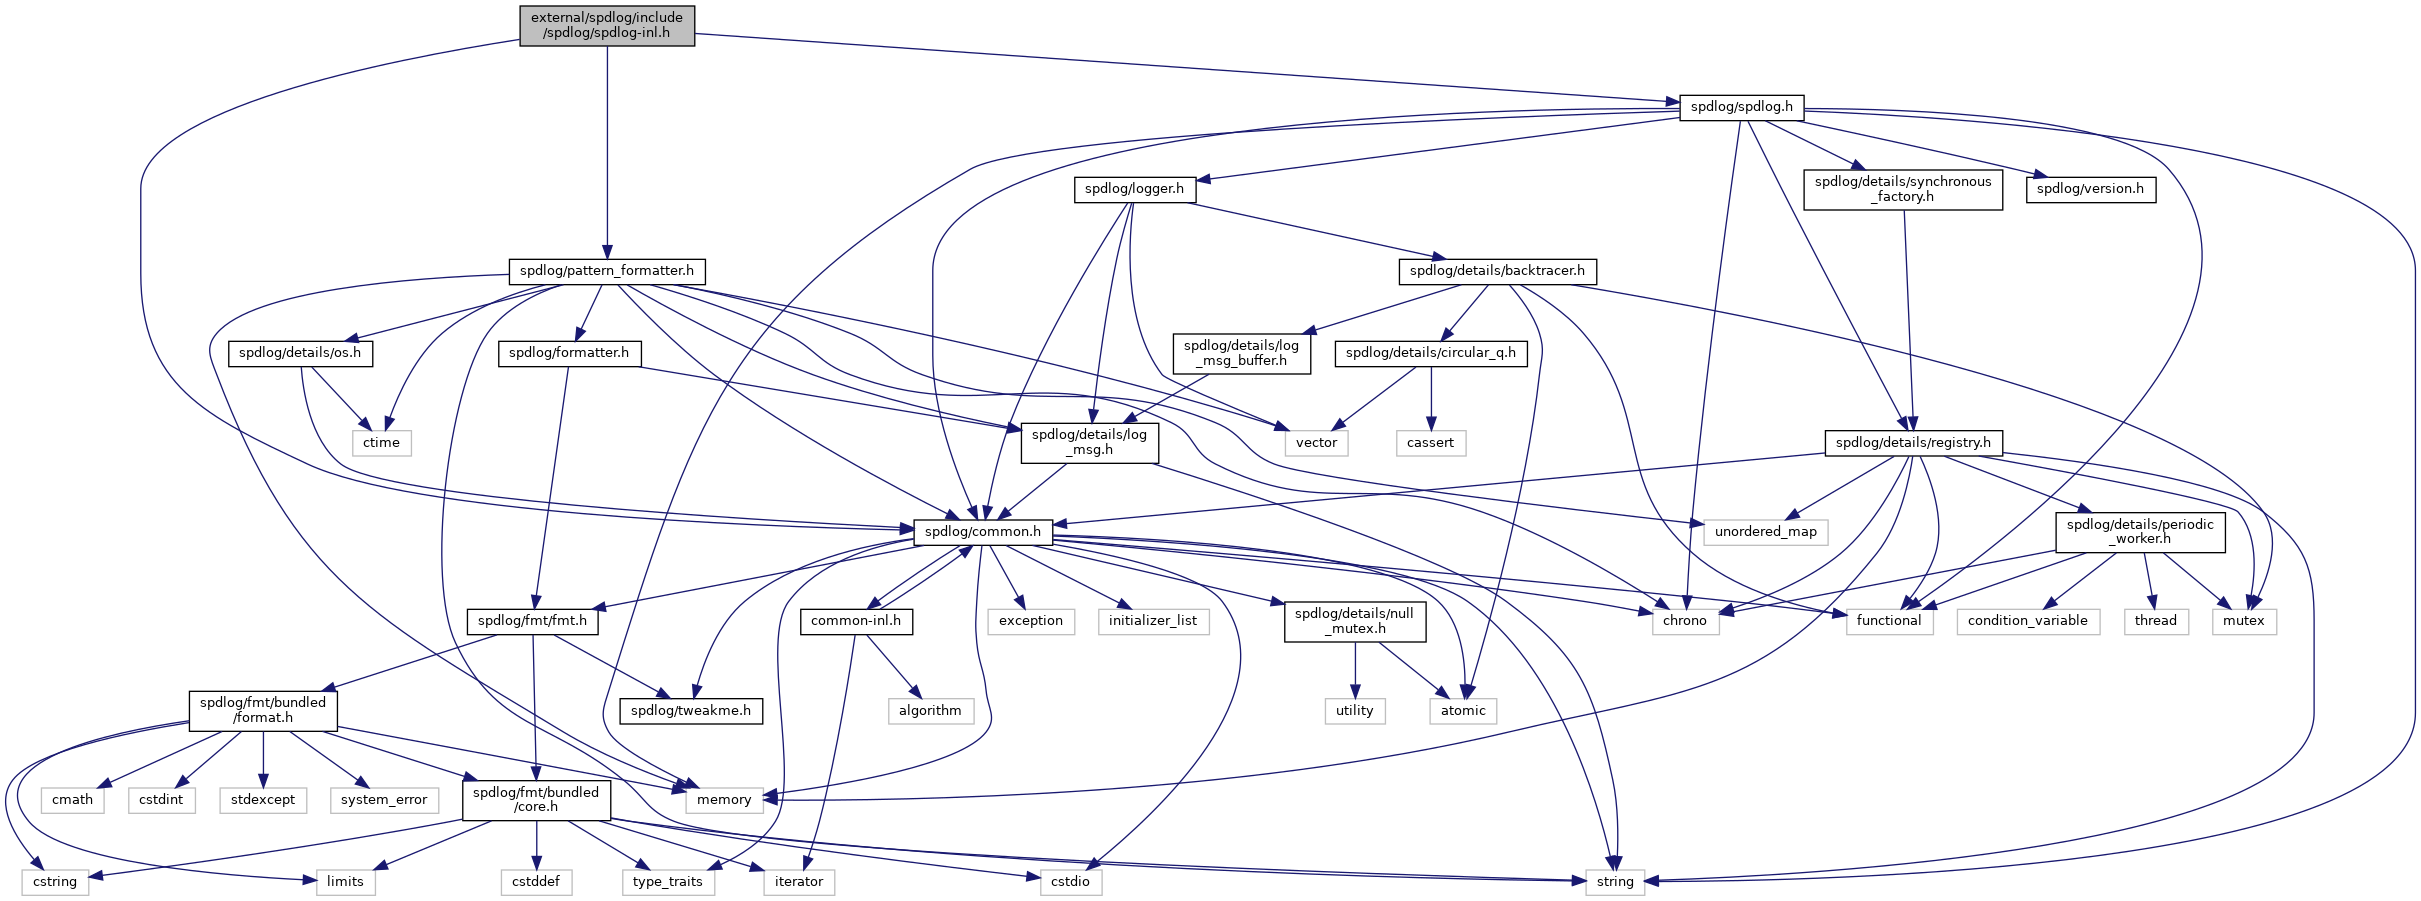 external/spdlog/include
/spdlog/spdlog-inl.h
spdlog/spdlog.h
spdlog/logger.h
spdlog/details/synchronous
_factory.h
spdlog/version.h
spdlog/pattern_formatter.h
spdlog/details/backtracer.h
spdlog/details/os.h
spdlog/formatter.h
spdlog/details/log
_msg_buffer.h
spdlog/details/circular_q.h
ctime
spdlog/details/log
_msg.h
vector
cassert
spdlog/details/registry.h
spdlog/common.h
unordered_map
spdlog/details/periodic
_worker.h
spdlog/fmt/fmt.h
common-inl.h
exception
initializer_list
spdlog/details/null
_mutex.h
chrono
functional
condition_variable
thread
mutex
spdlog/fmt/bundled
/format.h
spdlog/tweakme.h
algorithm
utility
atomic
cmath
cstdint
stdexcept
system_error
spdlog/fmt/bundled
/core.h
memory
cstring
limits
cstddef
type_traits
iterator
cstdio
string